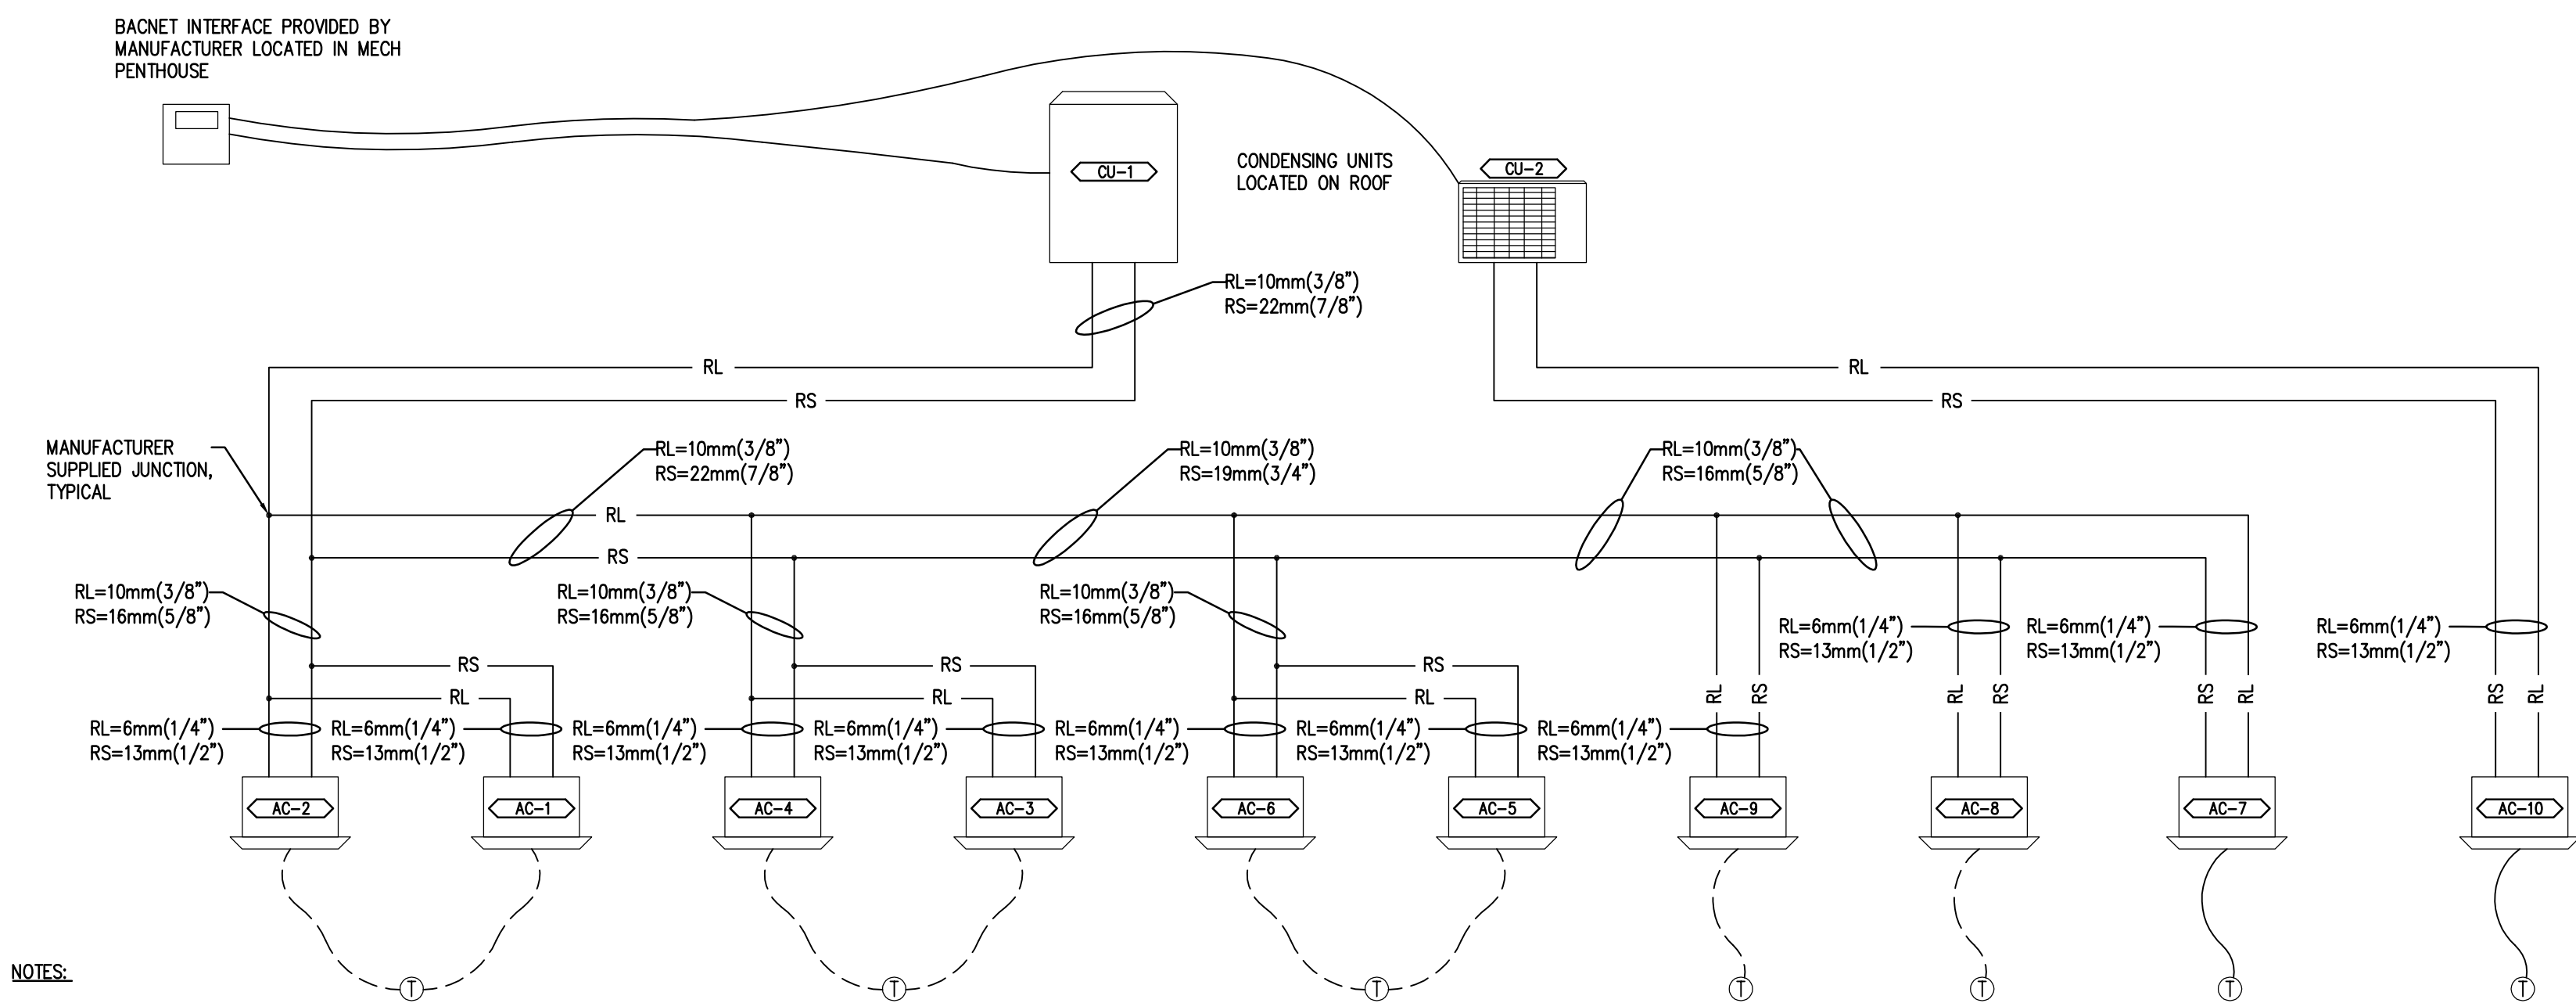 BACNET INTERFACE PROVIDED BY
MANUFACTURER LOCATED IN MECH
PENTHOUSE
CU-1
CONDENSING UNITS
LOCATED ON ROOF
CU-2
RL=10mm(3/8")
RS=22mm(7/8")
RL
RS
RL
RS
MANUFACTURER
SUPPLIED JUNCTION,
TYPICAL
RL=10mm(3/8")
RS=22mm(7/8")
RL=10mm(3/8")
RS=19mm(3/4")
RL=10mm(3/8")
RS=16mm(5/8")
RL
RS
RL=10mm(3/8")
RS=16mm(5/8")
RL=10mm(3/8")
RS=16mm(5/8")
RL=10mm(3/8")
RS=16mm(5/8")
RL=6mm(1/4")
RS=13mm(1/2")
RL=6mm(1/4")
RS=13mm(1/2")
RL=6mm(1/4")
RS=13mm(1/2")
RS
RL
RS
RL
RS
RL
RL
RS
RL
RS
RS
RL
RS
RL
RL=6mm(1/4")
RS=13mm(1/2")
RL=6mm(1/4")
RS=13mm(1/2")
RL=6mm(1/4")
RS=13mm(1/2")
RL=6mm(1/4")
RS=13mm(1/2")
RL=6mm(1/4")
RS=13mm(1/2")
RL=6mm(1/4")
RS=13mm(1/2")
RL=6mm(1/4")
RS=13mm(1/2")
AC-2
AC-1
AC-4
AC-3
AC-6
AC-5
AC-9
AC-8
AC-7
AC-10
NOTES:
T
T
T
T
T
T
T